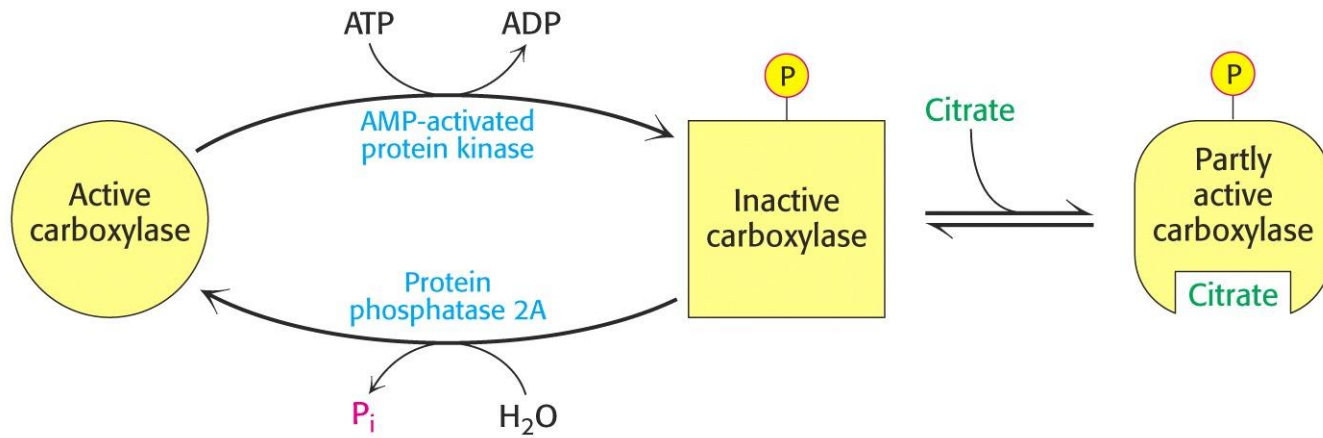 ATP
ADP
AMP-activated
protein kinase
Active
carboxylase
Protein
phosphatase 2A
Pi
H2O
P
Inactive
carboxylase
Citrate
P
Partly
active
carboxylase
Citrate